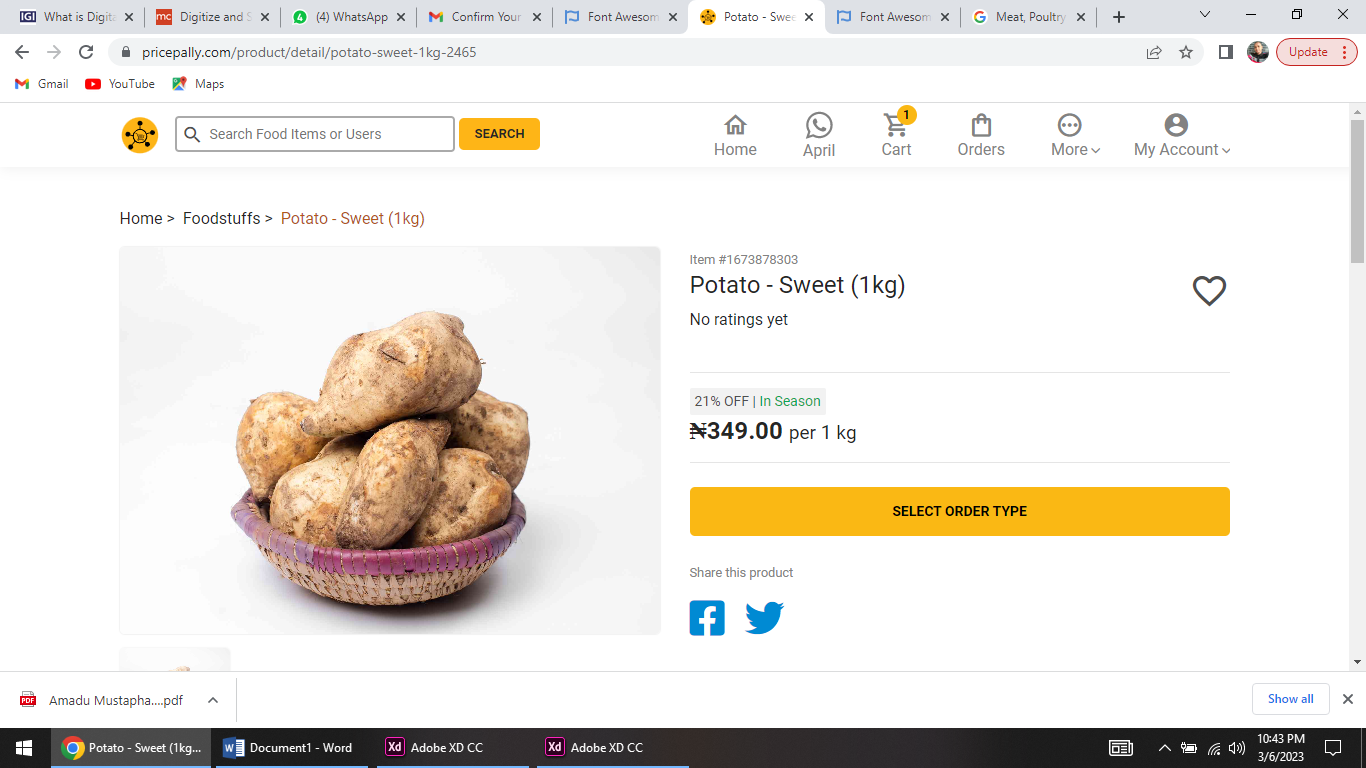 What is Digita
Digitize and S
(4) WhatsApp
Confirm Your
Font Awesom
Potato - Swee
Font Awesom
Meat, Poultry
pricepally.com/product/detail/potato-sweet-1kg-2465
Update
Gmail
YouTube
Maps
Search Food Items or Users
SEARCH
Home
April
1
Cart
Orders
More
My Account
Home > Foodstuffs > Potato - Sweet (1kg)
Item #1673878303
Potato - Sweet (1kg)
No ratings yet
21% OFF | In Season
₦349.00 per 1 kg
SELECT ORDER TYPE
Share this product
Amadu Mustapha....pdf
Show all
Potato - Sweet (1kg...
Document1 - Word
Adobe XD CC
Adobe XD CC
10:43 PM
3/6/2023